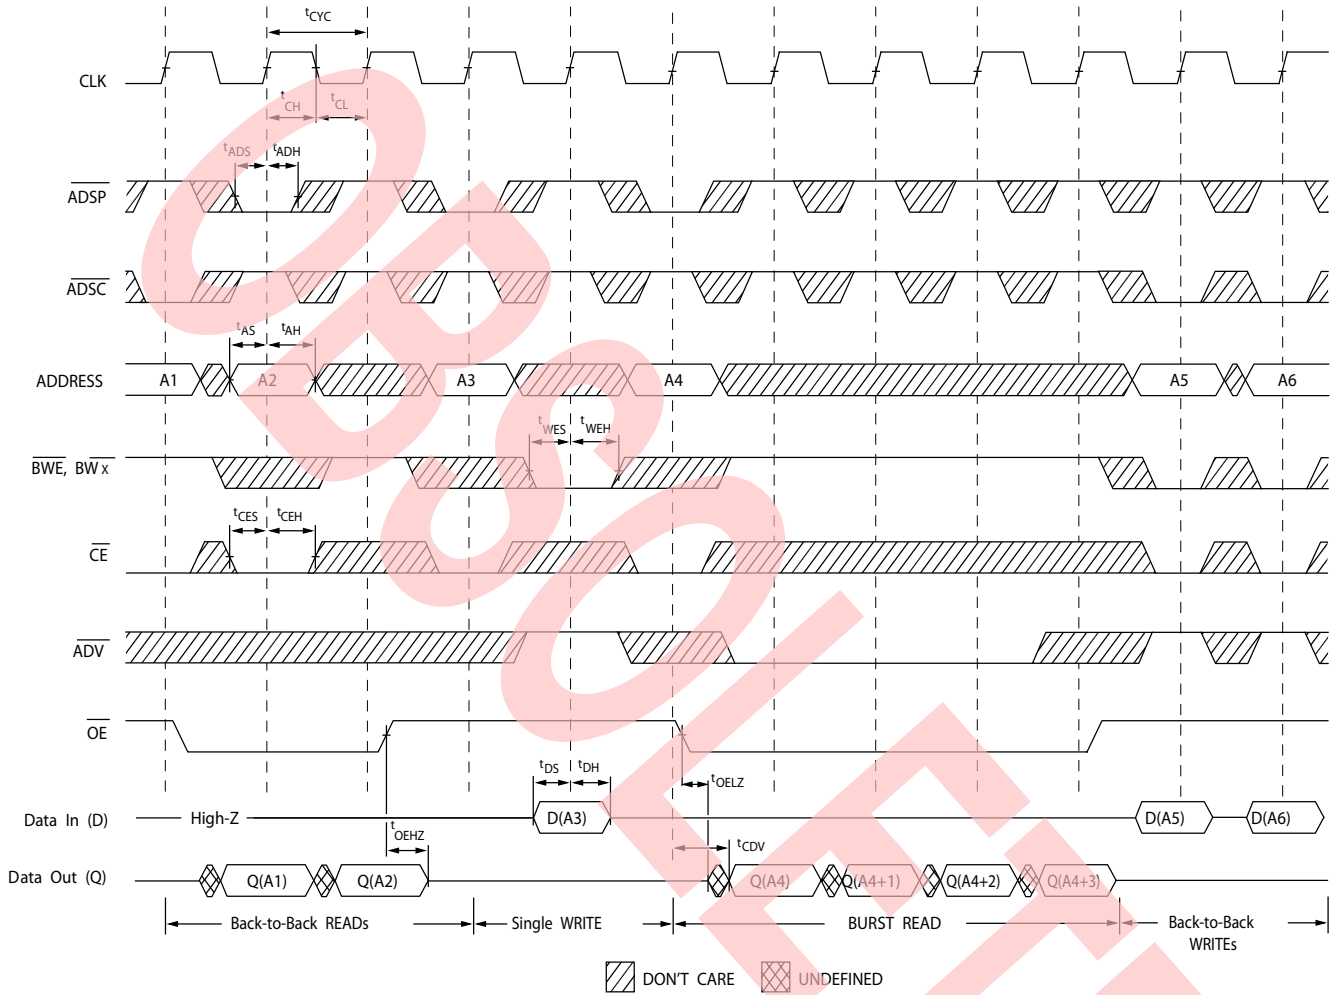 tCYC
CLK
tCH
tCL
tADS
tADH
ADSP
ADSC
tAS
tAH
ADDRESS
A1
A2
A3
A4
A5
A6
tWES
tWEH
BWE, BWx
tCES
tCEH
CE
ADV
OE
tDS
tDH
tOELZ
Data In (D)
High-Z
D(A3)
D(A5)
D(A6)
tOEHZ
tCDV
Data Out (Q)
Q(A1)
Q(A2)
Q(A4)
Q(A4+1)
Q(A4+2)
Q(A4+3)
Back-to-Back READs
Single WRITE
BURST READ
Back-to-Back
WRITEs
DON'T CARE
UNDEFINED
OBSOLET